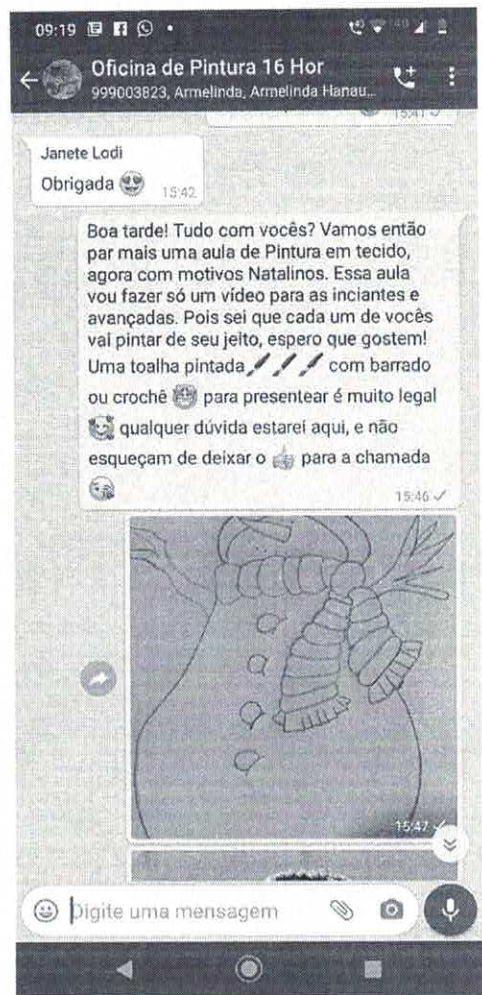 09:19
Oficina de Pintura 16 Hor
999003823, Armelinda, Armelinda Hanau...
15:41
Janete Lodi
Obrigada 😍
15:42
Boa tarde! Tudo com vocês? Vamos então
par mais uma aula de Pintura em tecido,
agora com motivos Natalinos. Essa aula
vou fazer só um vídeo para as inciantes e
avançadas. Pois sei que cada um de vocês
vai pintar de seu jeito, espero que gostem!
Uma toalha pintada 🖌️🖌️🖌️ com barrado
ou crochê 🤩 para presentear é muito legal
🥰 qualquer dúvida estarei aqui, e não
esqueçam de deixar o 👍 para a chamada
😘
15:46
15:47
Digite uma mensagem